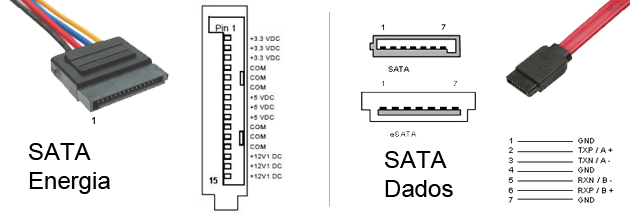 1
SATA
Energia
Pin 1
+3.3 VDC
+3.3 VDC
+3.3 VDC
COM
COM
COM
+5 VDC
+5 VDC
+5 VDC
COM
COM
COM
+12V1 DC
+12V1 DC
+12V1 DC
15
1 7
SATA
1 7
eSATA
SATA
Dados
1 GND
2 TXP / A +
3 TXN / A -
4 GND
5 RXN / B -
6 RXP / B +
7 GND